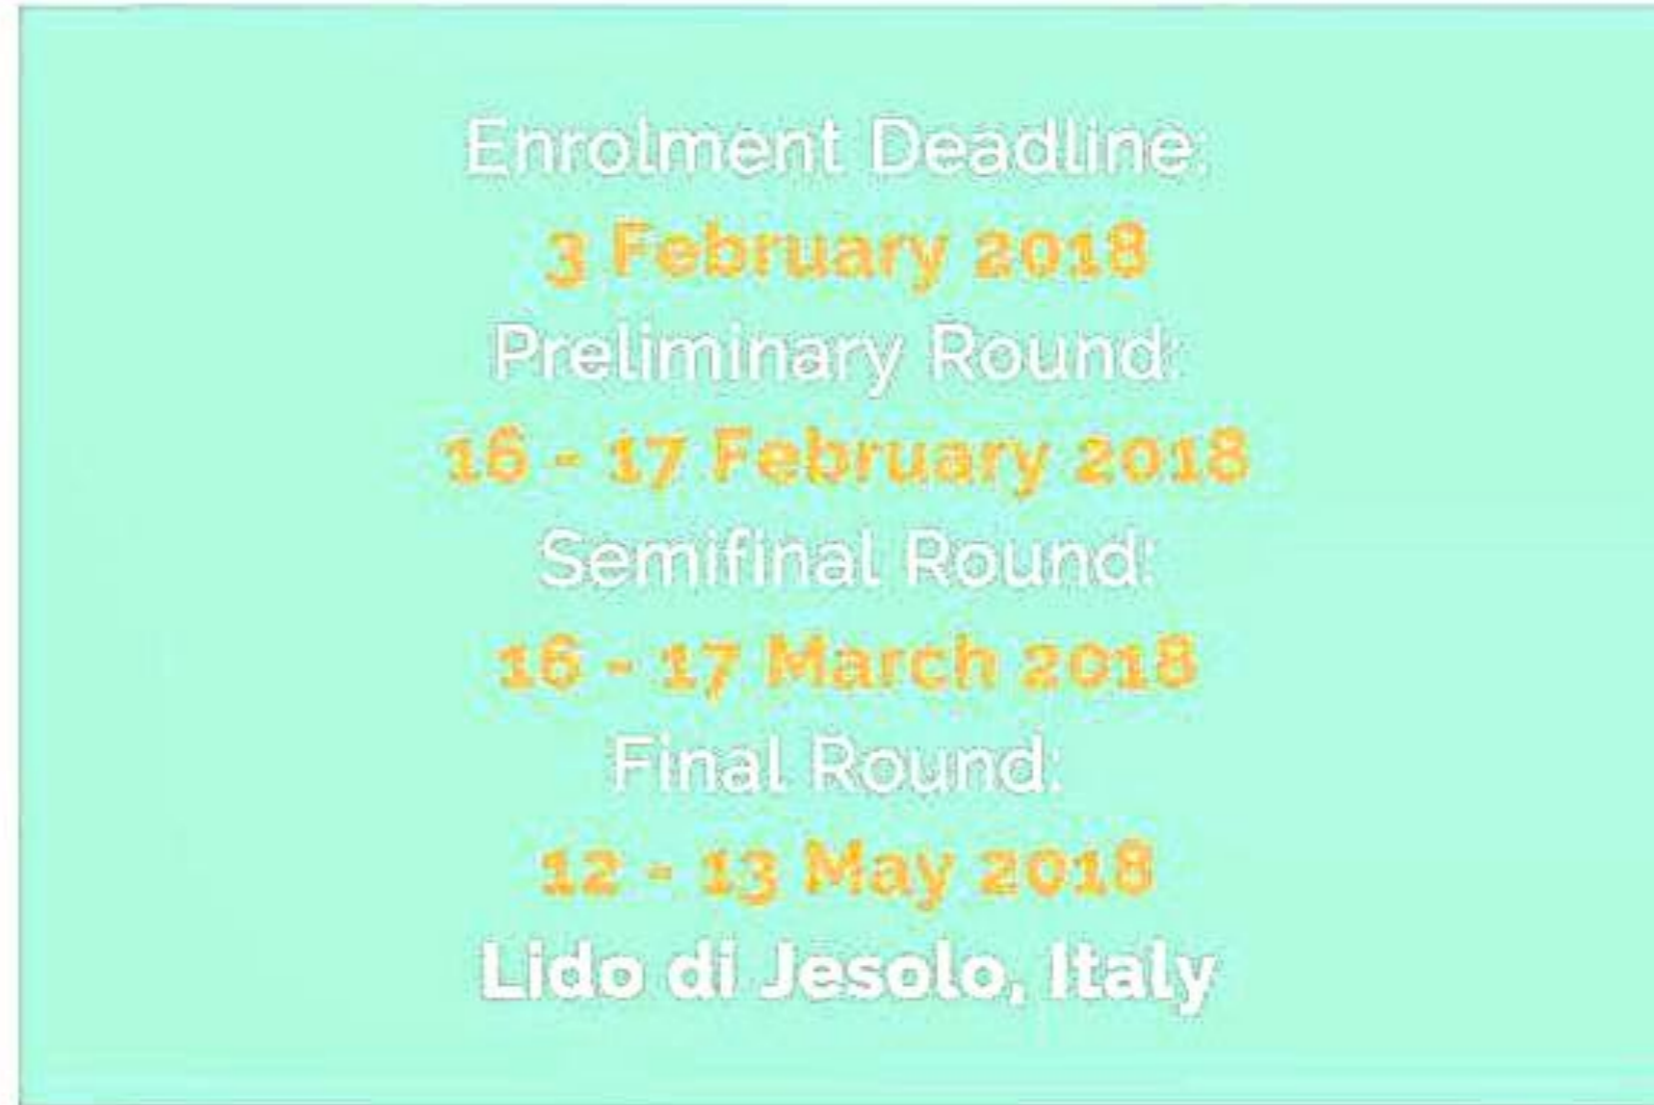 Enrolment Deadline:
3 February 2018
Preliminary Round:
16 - 17 February 2018
Semifinal Round:
16 - 17 March 2018
Final Round:
12 - 13 May 2018
Lido di Jesolo, Italy